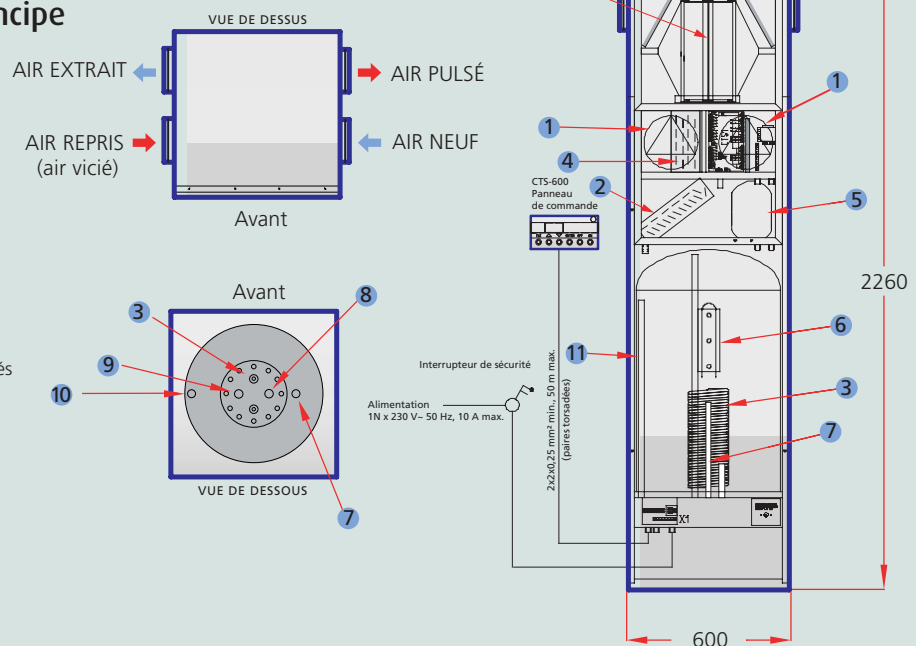 ncipe
VUE DE DESSUS
AIR EXTRAIT
AIR PULSÉ
AIR REPRIS
(air vicié)
AIR NEUF
Avant
Avant
3
8
9
10
7
VUE DE DESSOUS
és
1
1
4
2
5
CTS-600
Panneau
de commande
6
11
3
7
Interrupteur de sécurité
Alimentation
1N x 230 V~ 50 Hz, 10 A max.
2x2x0,25 mm² min., 50 m max.
(paires torsadées)
X1
2260
600